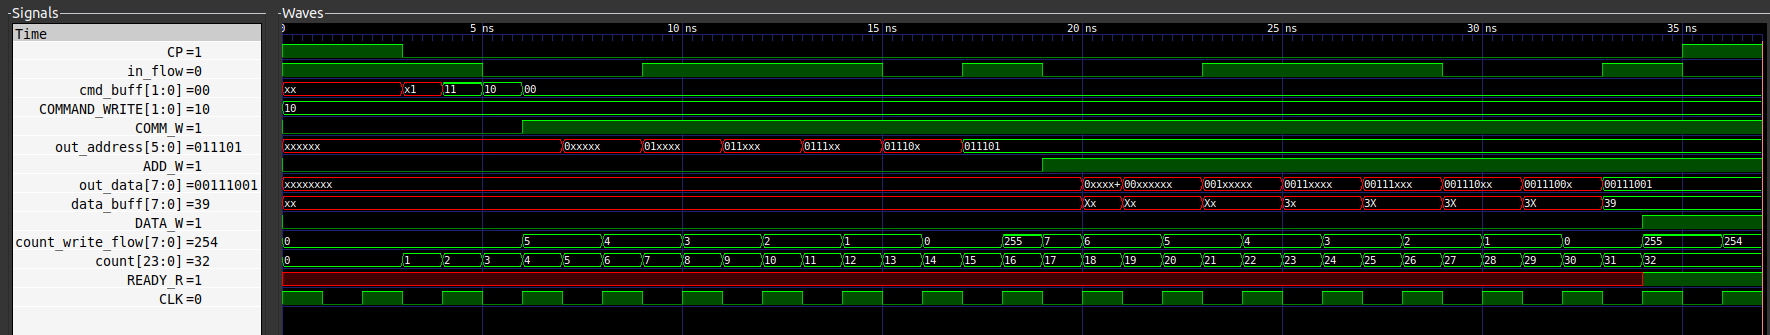 Signals Waves
Time 0 5 ns 10 ns 15 ns 20 ns 25 ns 30 ns 35 ns
CP=1
in_flow=0
cmd_buff[1:0]=00 xx x1 11 10 00
COMMAND_WRITE[1:0]=10 10
COMM_W=1
out_address[5:0]=011101 xxxxxx 0xxxxx 01xxxx 011xxx 0111xx 01110x 011101
ADD_W=1
out_data[7:0]=00111001 xxxxxxxx 0xxxx+ 00xxxxxx 001xxxxx 0011xxxx 00111xxx 001110xx 0011100x 00111001
data_buff[7:0]=39 xx Xx Xx Xx 3x 3X 3X 3X 39
DATA_W=1
count_write_flow[7:0]=254 0 5 4 3 2 1 0 255 7 6 5 4 3 2 1 0 255 254
count[23:0]=32 0 1 2 3 4 5 6 7 8 9 10 11 12 13 14 15 16 17 18 19 20 21 22 23 24 25 26 27 28 29 30 31 32
READY_R=1
CLK=0